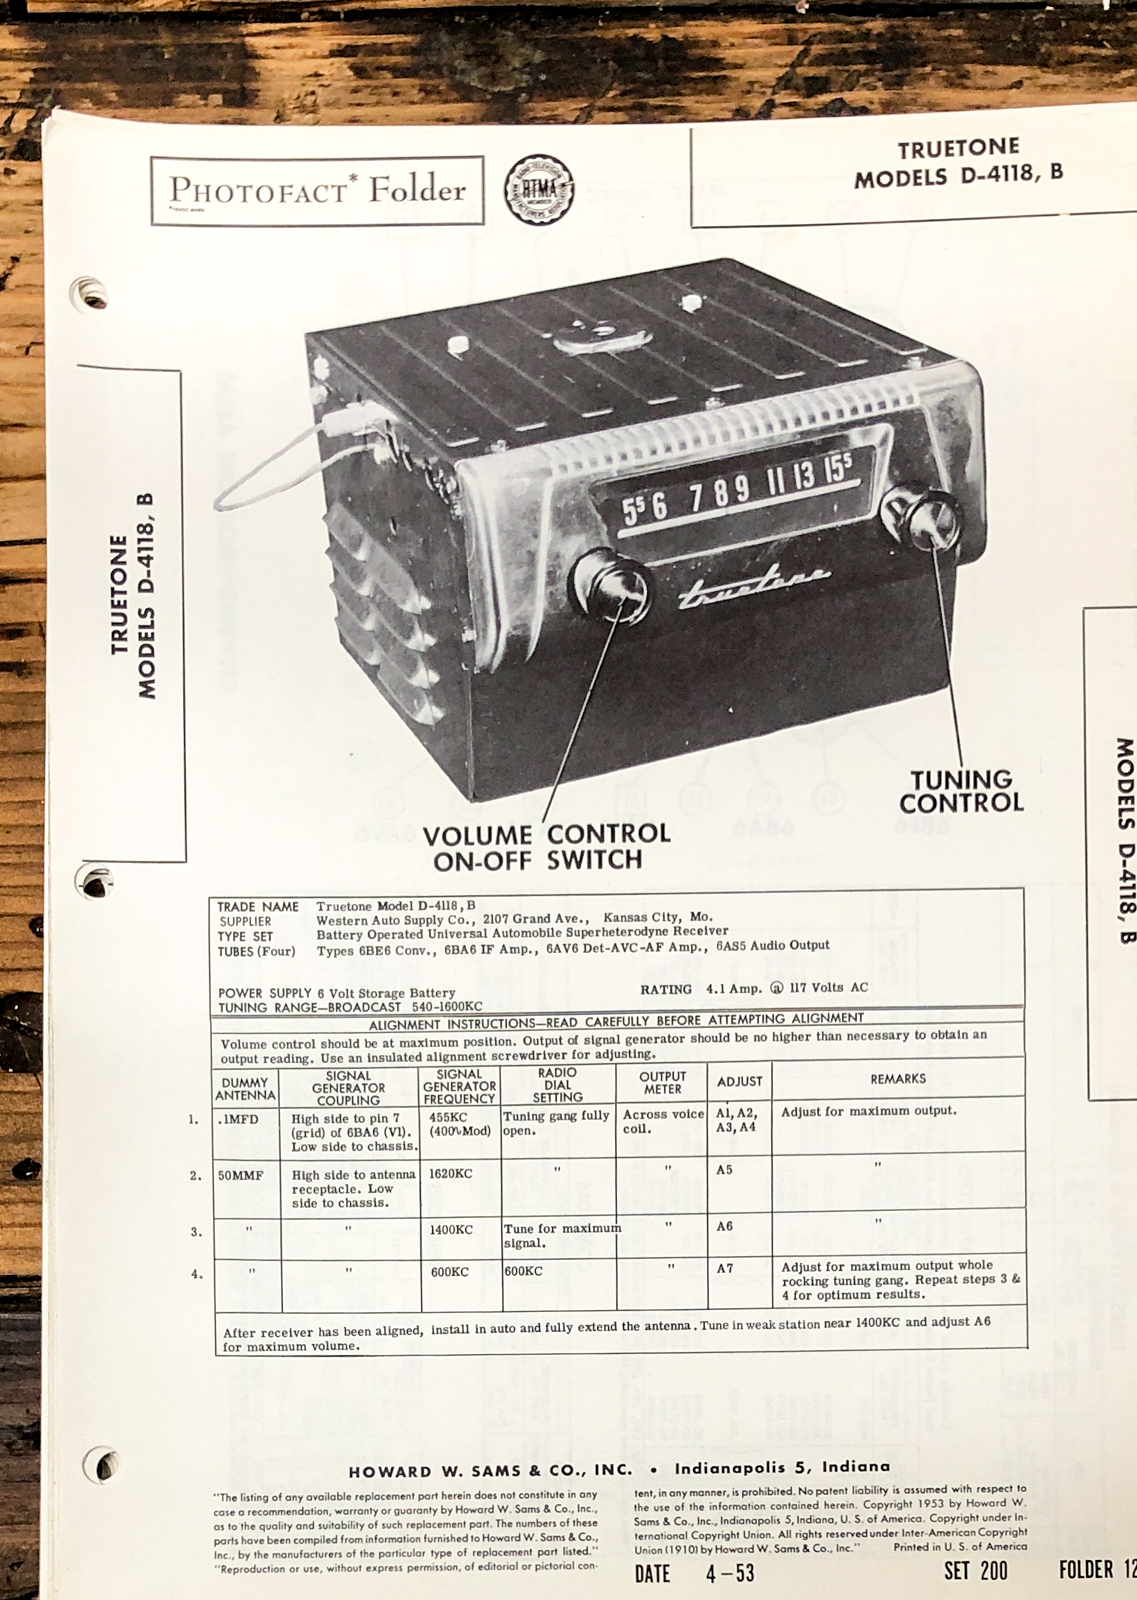 PHOTOFACT* Folder
*TRADE MARK
RTMA
MEMBER
TRUETONE
MODELS D-4118, B
TRUETONE
MODELS D-4118, B
MODELS D-4118, B
5⁵ 6 7 8 9 11 13 15⁵
truetone
TUNING
CONTROL
VOLUME CONTROL
ON-OFF SWITCH
TRADE NAME Truetone Model D-4118, B
SUPPLIER Western Auto Supply Co., 2107 Grand Ave., Kansas City, Mo.
TYPE SET Battery Operated Universal Automobile Superheterodyne Receiver
TUBES (Four) Types 6BE6 Conv., 6BA6 IF Amp., 6AV6 Det-AVC-AF Amp., 6AS5 Audio Output
POWER SUPPLY 6 Volt Storage Battery RATING 4.1 Amp. @ 117 Volts AC
TUNING RANGE—BROADCAST 540-1600KC
ALIGNMENT INSTRUCTIONS—READ CAREFULLY BEFORE ATTEMPTING ALIGNMENT
Volume control should be at maximum position. Output of signal generator should be no higher than necessary to obtain an
output reading. Use an insulated alignment screwdriver for adjusting.
DUMMY ANTENNA | SIGNAL GENERATOR COUPLING | SIGNAL GENERATOR FREQUENCY | RADIO DIAL SETTING | OUTPUT METER | ADJUST | REMARKS
1. .1MFD | High side to pin 7 (grid) of 6BA6 (V1). Low side to chassis. | 455KC (400∿Mod) | Tuning gang fully open. | Across voice coil. | A1, A2, A3, A4 | Adjust for maximum output.
2. 50MMF | High side to antenna receptacle. Low side to chassis. | 1620KC | " | " | A5 | "
3. " | " | 1400KC | Tune for maximum signal. | " | A6 | "
4. " | " | 600KC | 600KC | " | A7 | Adjust for maximum output whole rocking tuning gang. Repeat steps 3 & 4 for optimum results.
After receiver has been aligned, install in auto and fully extend the antenna. Tune in weak station near 1400KC and adjust A6
for maximum volume.
HOWARD W. SAMS & CO., INC. • Indianapolis 5, Indiana
"The listing of any available replacement part herein does not constitute in any
case a recommendation, warranty or guaranty by Howard W. Sams & Co., Inc.,
as to the quality and suitability of such replacement part. The numbers of these
parts have been compiled from information furnished to Howard W. Sams & Co.,
Inc., by the manufacturers of the particular type of replacement part listed."
"Reproduction or use, without express permission, of editorial or pictorial con-
tent, in any manner, is prohibited. No patent liability is assumed with respect to
the use of the information contained herein. Copyright 1953 by Howard W.
Sams & Co., Inc., Indianapolis 5, Indiana, U. S. of America. Copyright under In-
ternational Copyright Union. All rights reserved under Inter-American Copyright
Union (1910) by Howard W. Sams & Co., Inc." Printed in U. S. of America
DATE 4-53 SET 200 FOLDER 12